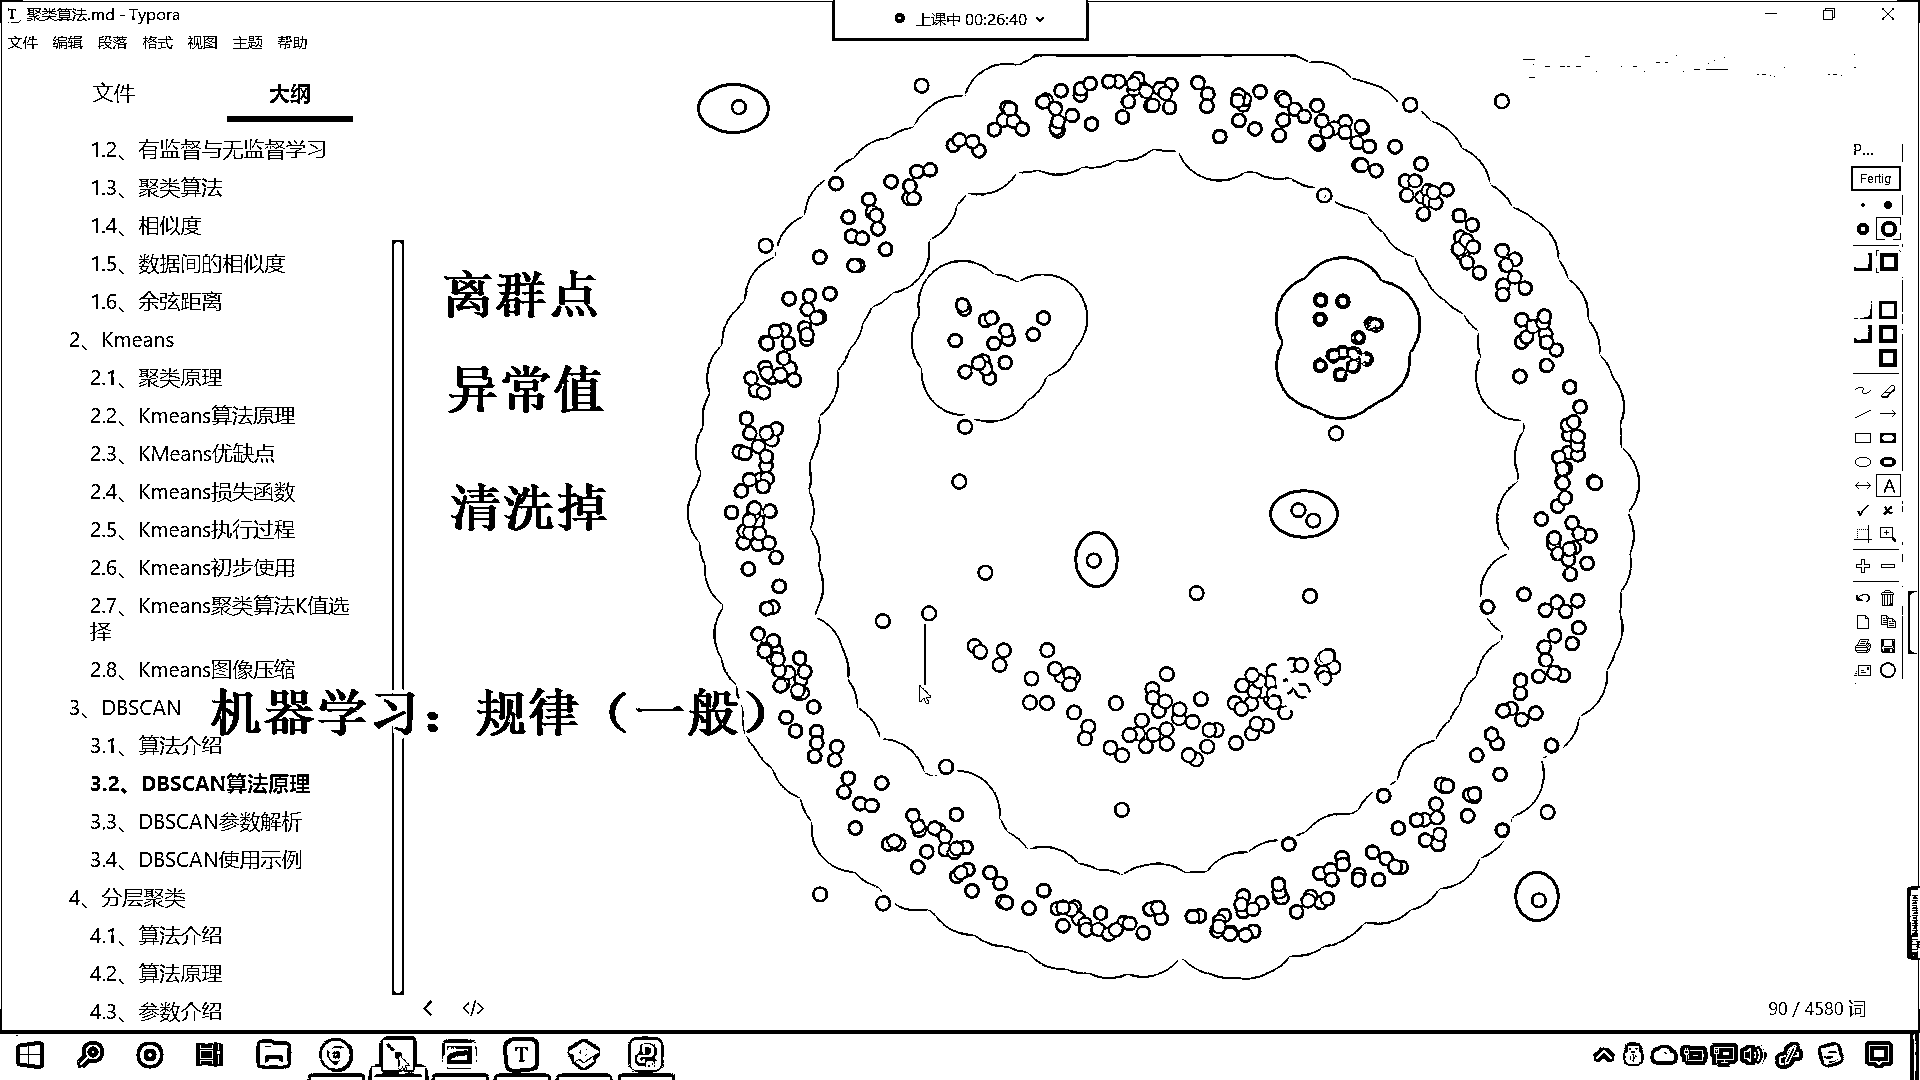 聚类算法.md - Typora
上课中 00:26:40
文件 编辑 段落 格式 视图 主题 帮助
文件 大纲
1.2、有监督与无监督学习
1.3、聚类算法
1.4、相似度
1.5、数据间的相似度
1.6、余弦距离
2、Kmeans
2.1、聚类原理
2.2、Kmeans算法原理
2.3、KMeans优缺点
2.4、Kmeans损失函数
2.5、Kmeans执行过程
2.6、Kmeans初步使用
2.7、Kmeans聚类算法K值选
择
2.8、Kmeans图像压缩
3、DBSCAN
3.1、算法介绍
3.2、DBSCAN算法原理
3.3、DBSCAN参数解析
3.4、DBSCAN使用示例
4、分层聚类
4.1、算法介绍
4.2、算法原理
4.3、参数介绍
离群点
异常值
清洗掉
机器学习：规律（一般）
P...
Fertig
A
90 / 4580 词